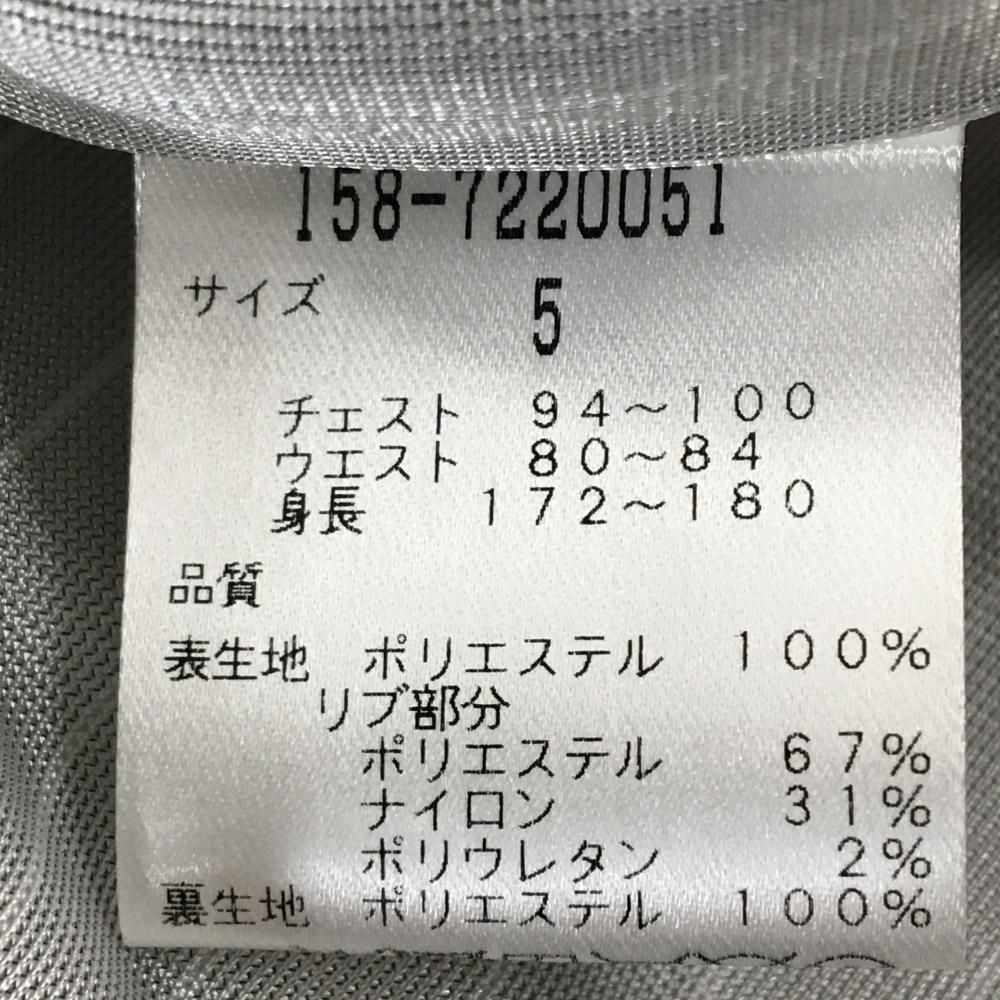 158-7220051
サイズ 5
チェスト 94～100
ウエスト 80～84
身長 172～180
品質
表生地 ポリエステル 100%
リブ部分
ポリエステル 67%
ナイロン 31%
ポリウレタン 2%
裏生地 ポリエステル 100%